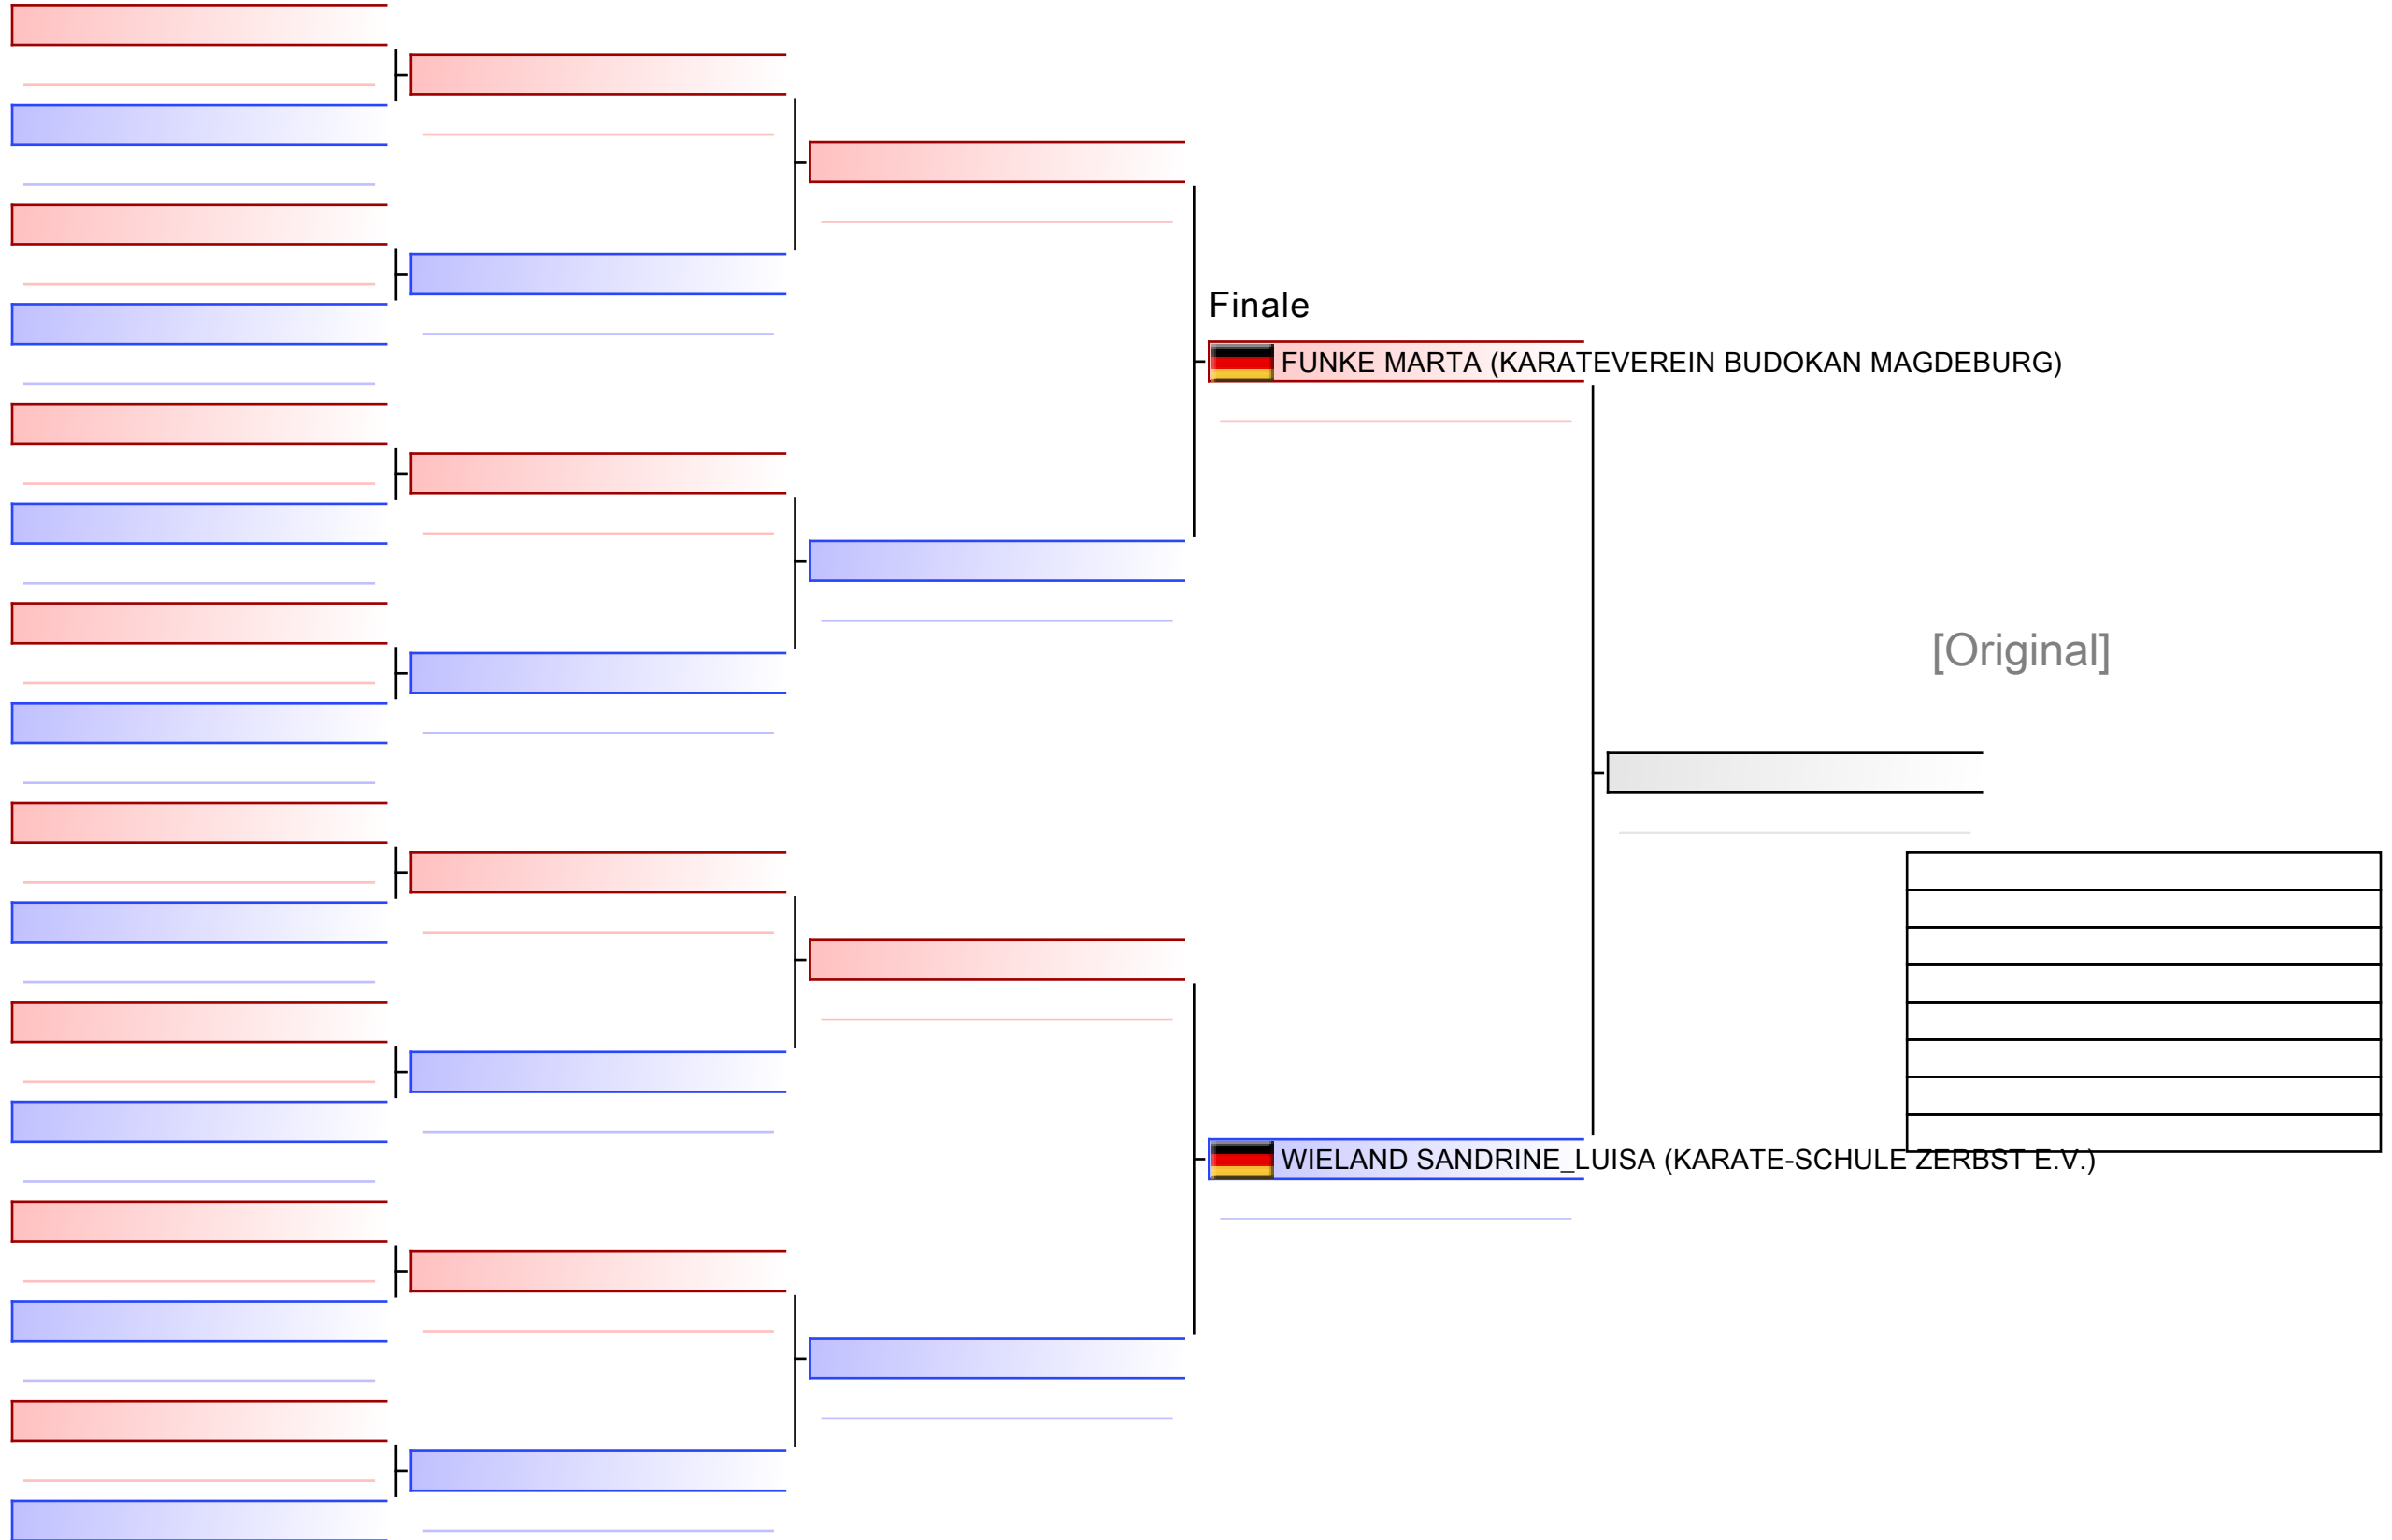 Finale
FUNKE MARTA (KARATEVEREIN BUDOKAN MAGDEBURG)
[Original]
WIELAND SANDRINE_LUISA (KARATE-SCHULE ZERBST E.V.)